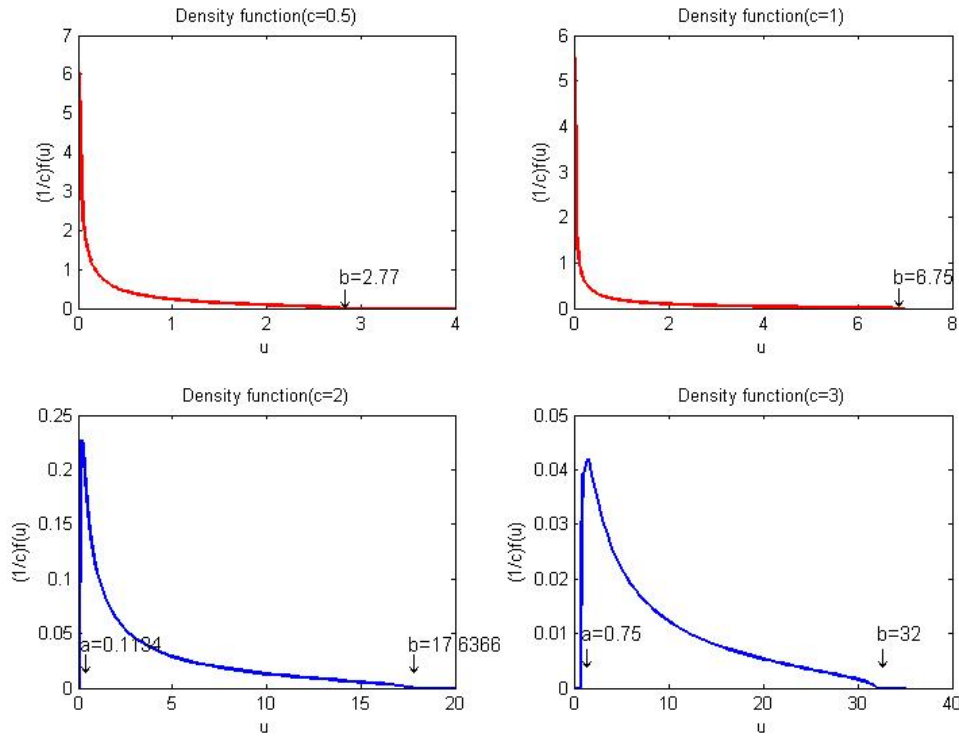 Density function(c=0.5)
7
6
5
4
3
2
1
0
(1/c)f(u)
b=2.77
0 1 2 3 4
u
Density function(c=1)
6
5
4
3
2
1
0
(1/c)f(u)
b=6.75
0 2 4 6 8
u
Density function(c=2)
0.25
0.2
0.15
0.1
0.05
0
(1/c)f(u)
a=0.1134
b=17.6366
0 5 10 15 20
u
Density function(c=3)
0.05
0.04
0.03
0.02
0.01
0
(1/c)f(u)
a=0.75
b=32
0 10 20 30 40
u